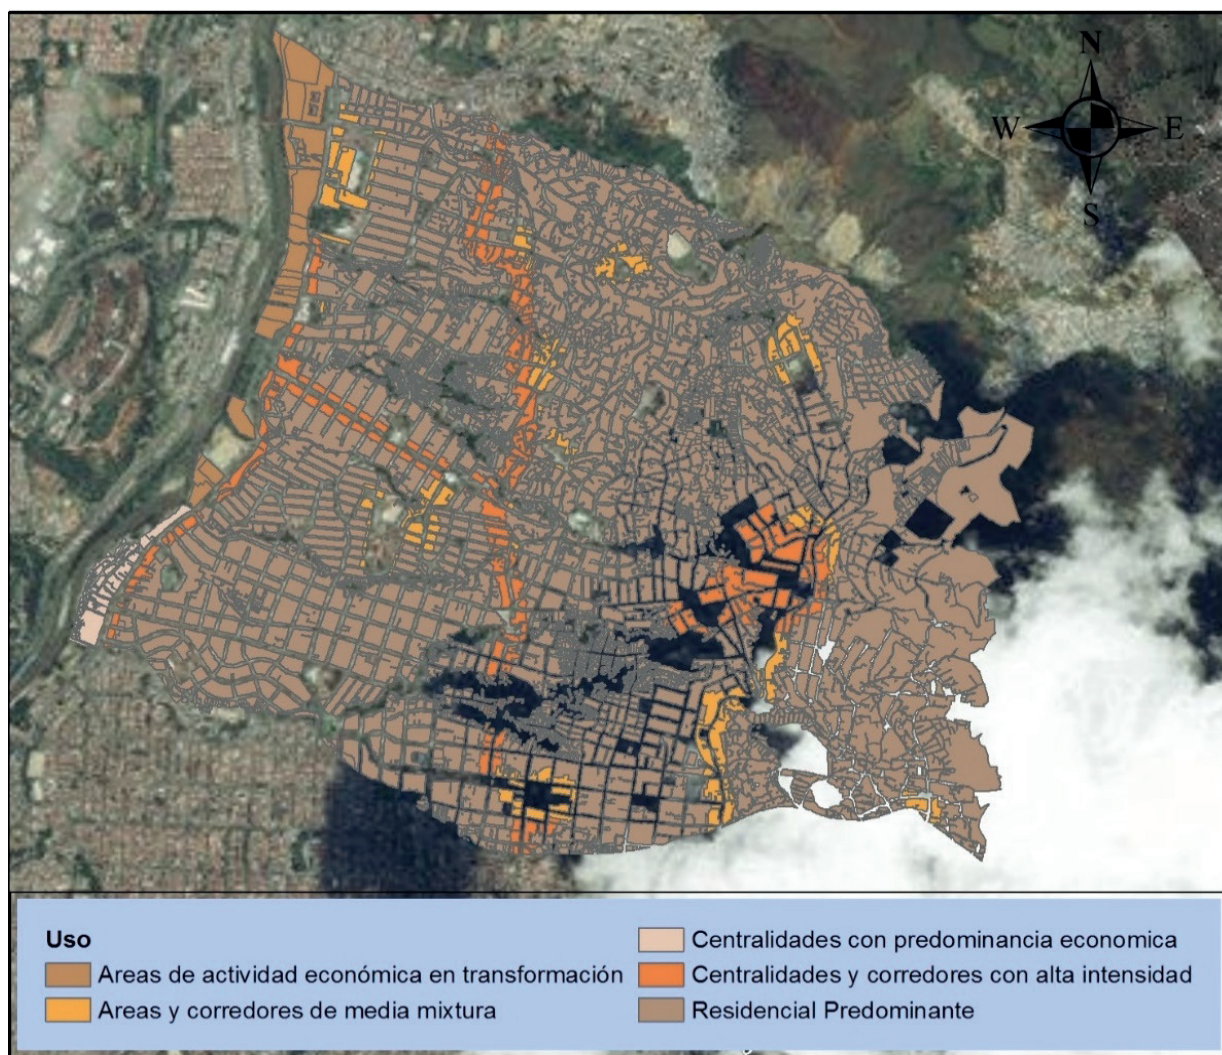 N
W E
S
Uso
Areas de actividad económica en transformación
Areas y corredores de media mixtura
Centralidades con predominancia economica
Centralidades y corredores con alta intensidad
Residencial Predominante